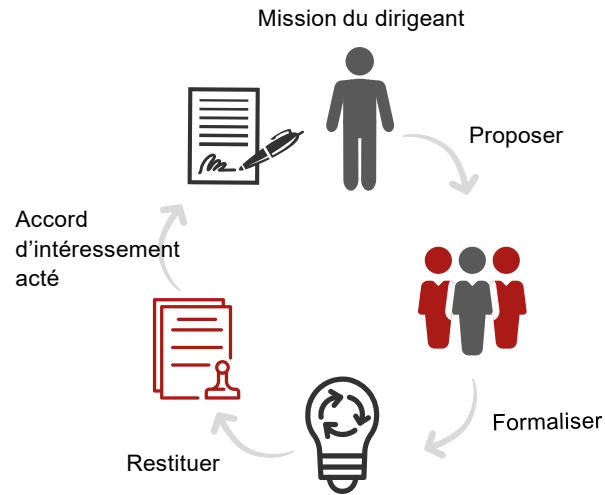 Mission du dirigeant
Proposer
Accord
d’intéressement
acté
Formaliser
Restituer